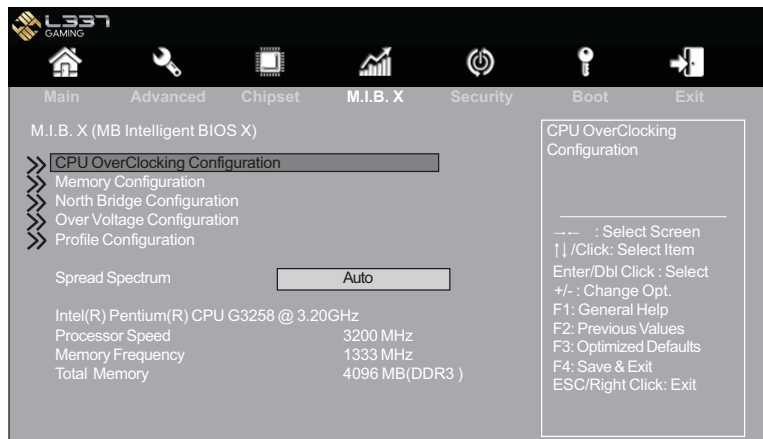 L337
GAMING
Main Advanced Chipset M.I.B. X Security Boot Exit
M.I.B. X (MB Intelligent BIOS X)
CPU OverClocking Configuration
Memory Configuration
North Bridge Configuration
Over Voltage Configuration
Profile Configuration
Spread Spectrum Auto
Intel(R) Pentium(R) CPU G3258 @ 3.20GHz
Processor Speed 3200 MHz
Memory Frequency 1333 MHz
Total Memory 4096 MB(DDR3 )
CPU OverClocking
Configuration
→← : Select Screen
↑↓/Click: Select Item
Enter/Dbl Click : Select
+/- : Change Opt.
F1: General Help
F2: Previous Values
F3: Optimized Defaults
F4: Save & Exit
ESC/Right Click: Exit